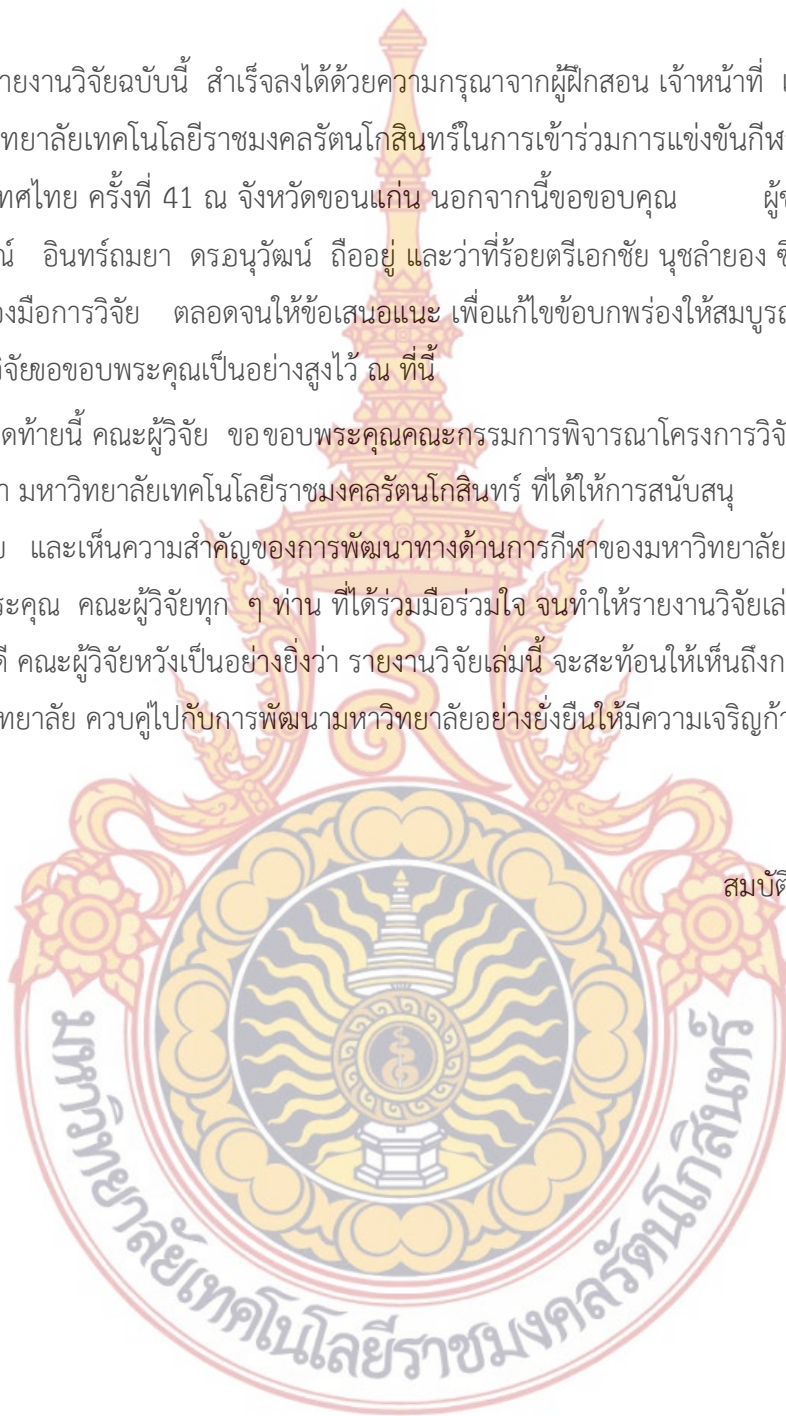 ายงานวิจัยฉบับนี้ สำเร็จลงได้ด้วยความกรุณาจากผู้ฝึกสอน เจ้าหน้าที่
ทยาลัยเทคโนโลยีราชมงคลรัตนโกสินทร์ในการเข้าร่วมการแข่งขันกีฬ
ทศไทย ครั้งที่ 41 ณ จังหวัดขอนแก่น นอกจากนี้ขอขอบคุณ ผู้ช
ณ์ อินทร์ถมยา ดร.อนุวัฒน์ ถืออยู่ และว่าที่ร้อยตรีเอกชัย นุชลำยอง ซึ
องมือการวิจัย ตลอดจนให้ข้อเสนอแนะ เพื่อแก้ไขข้อบกพร่องให้สมบูรณ
วิจัยขอขอบพระคุณเป็นอย่างสูงไว้ ณ ที่นี้
ดท้ายนี้ คณะผู้วิจัย ขอขอบพระคุณคณะกรรมการพิจารณาโครงการวิจั
า มหาวิทยาลัยเทคโนโลยีราชมงคลรัตนโกสินทร์ ที่ได้ให้การสนับสนุ
ย และเห็นความสำคัญของการพัฒนาทางด้านการกีฬาของมหาวิทยาลัย
ระคุณ คณะผู้วิจัยทุก ๆ ท่าน ที่ได้ร่วมมือร่วมใจ จนทำให้รายงานวิจัยเล่
ดี คณะผู้วิจัยหวังเป็นอย่างยิ่งว่า รายงานวิจัยเล่มนี้ จะสะท้อนให้เห็นถึงก
ทยาลัย ควบคู่ไปกับการพัฒนามหาวิทยาลัยอย่างยั่งยืนให้มีความเจริญก้า
สมบัติ
มหาวิทยาลัยเทคโนโลยีราชมงคลรัตนโกสินทร์